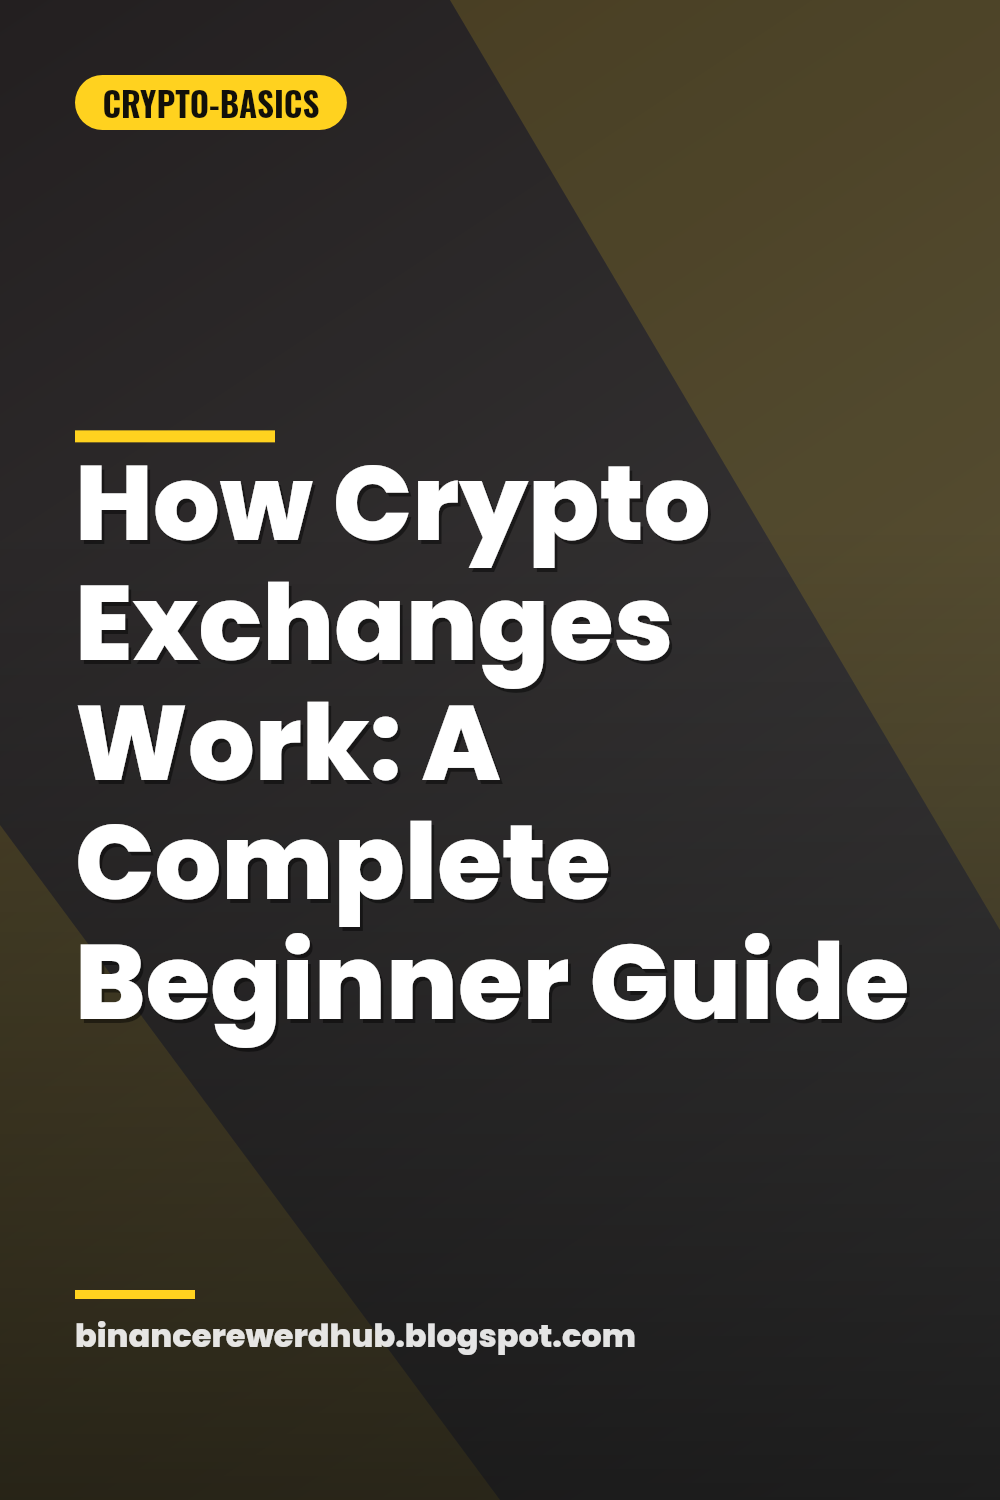 CRYPTO-BASICS
How Crypto
Exchanges
Work: A
Complete
Beginner Guide
binancerewerdhub.blogspot.com